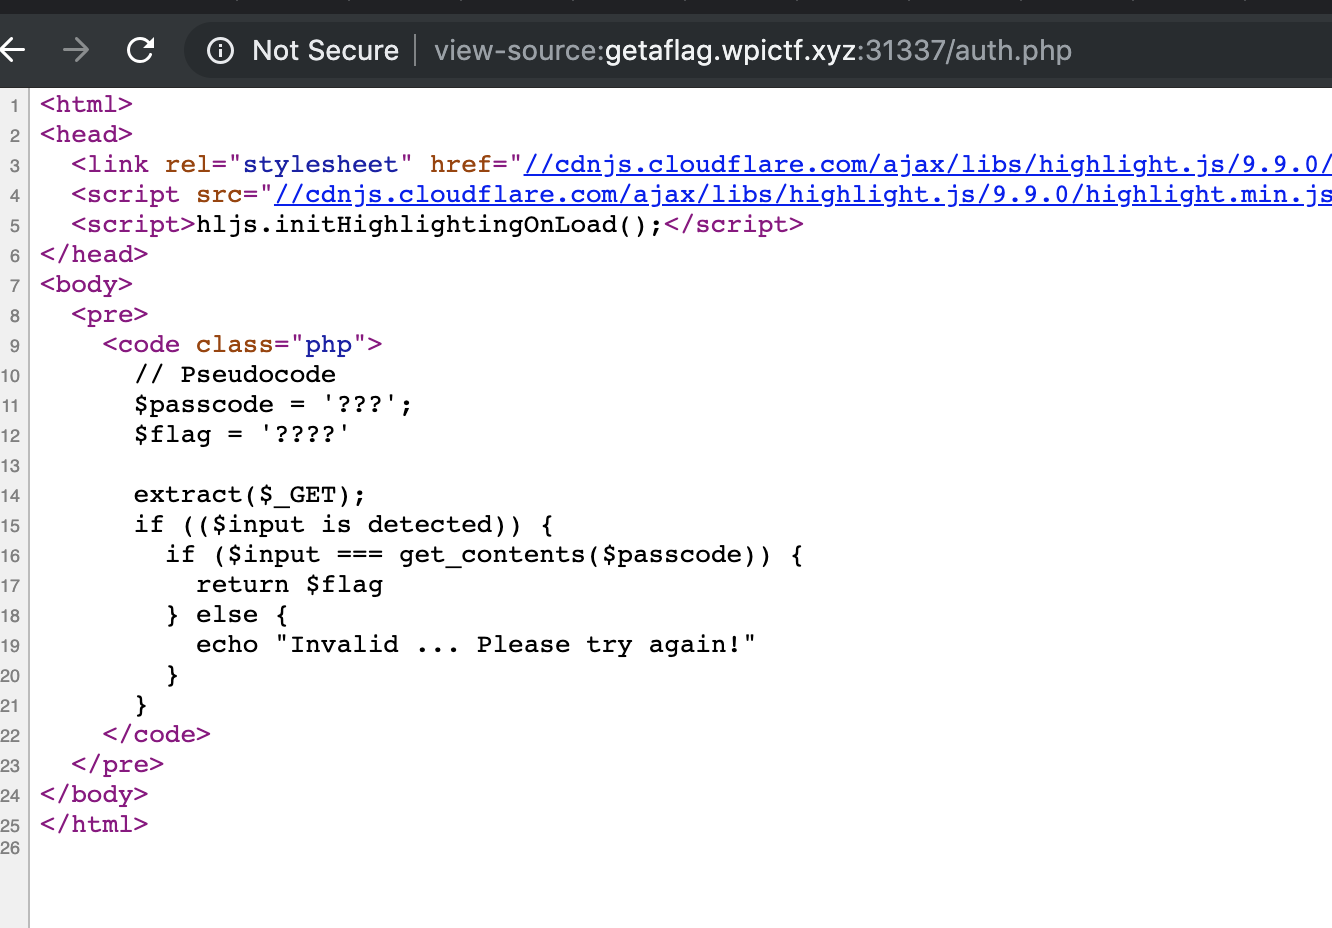 Not Secure | view-source:getaflag.wpictf.xyz:31337/auth.php
1 <html>
2 <head>
3 <link rel="stylesheet" href="//cdnjs.cloudflare.com/ajax/libs/highlight.js/9.9.0/
4 <script src="//cdnjs.cloudflare.com/ajax/libs/highlight.js/9.9.0/highlight.min.js
5 <script>hljs.initHighlightingOnLoad();</script>
6 </head>
7 <body>
8 <pre>
9 <code class="php">
10 // Pseudocode
11 $passcode = '???';
12 $flag = '????'
13
14 extract($_GET);
15 if (($input is detected)) {
16 if ($input === get_contents($passcode)) {
17 return $flag
18 } else {
19 echo "Invalid ... Please try again!"
20 }
21 }
22 </code>
23 </pre>
24 </body>
25 </html>
26